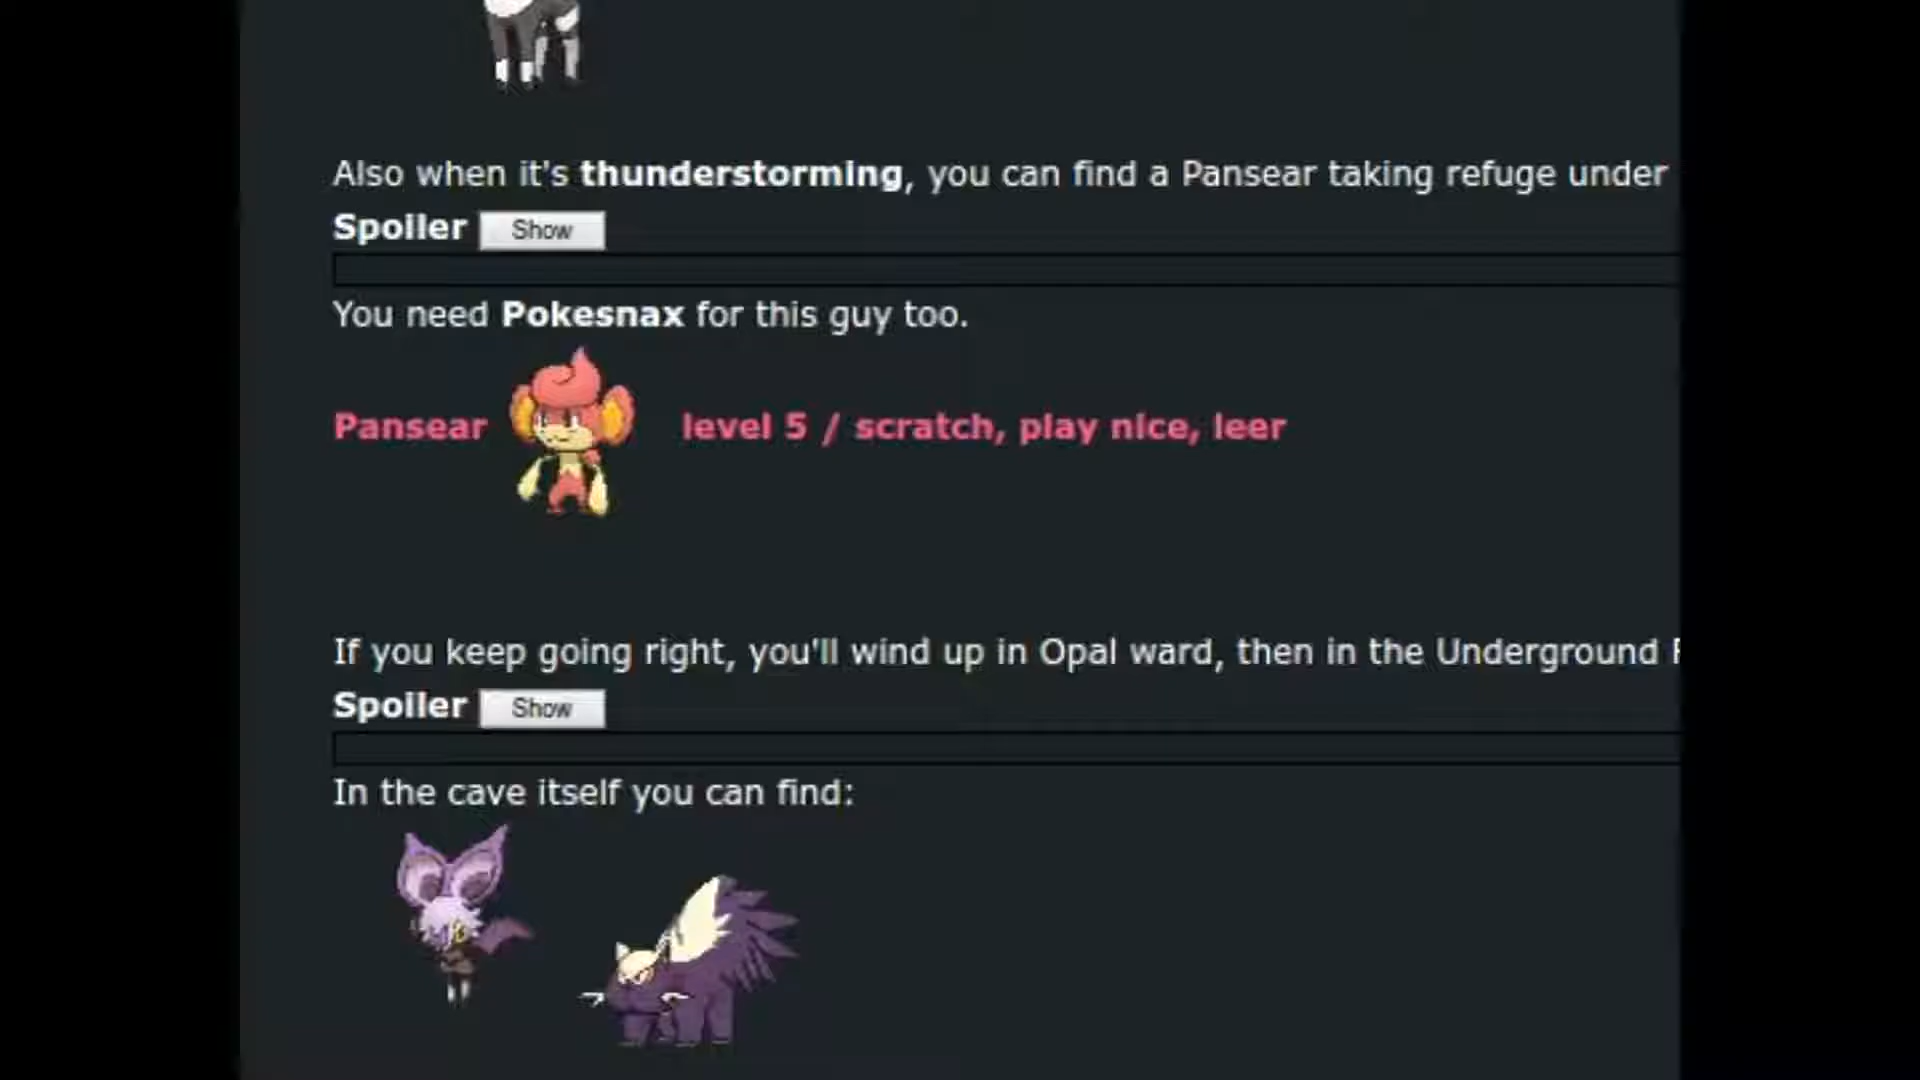 Also when it's thunderstorming, you can find a Pansear taking refuge under
Spoiler Show
You need Pokesnax for this guy too.
Pansear level 5 / scratch, play nice, leer
If you keep going right, you'll wind up in Opal ward, then in the Underground
Spoiler Show
In the cave itself you can find: